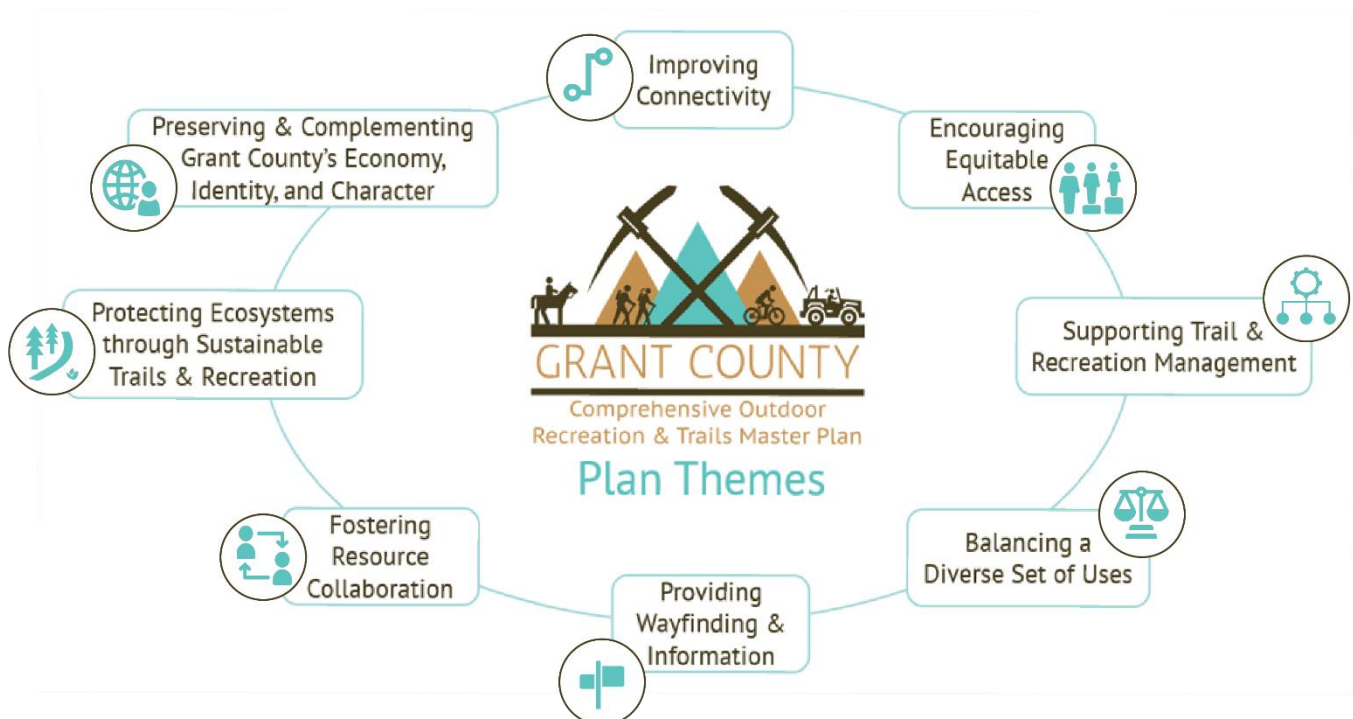 Improving
Connectivity
Encouraging
Equitable
Access
Supporting Trail &
Recreation Management
Balancing a
Diverse Set of Uses
Providing
Wayfinding &
Information
Fostering
Resource
Collaboration
Protecting Ecosystems
through Sustainable
Trails & Recreation
Preserving & Complementing
Grant County’s Economy,
Identity, and Character
GRANT COUNTY
Comprehensive Outdoor
Recreation & Trails Master Plan
Plan Themes